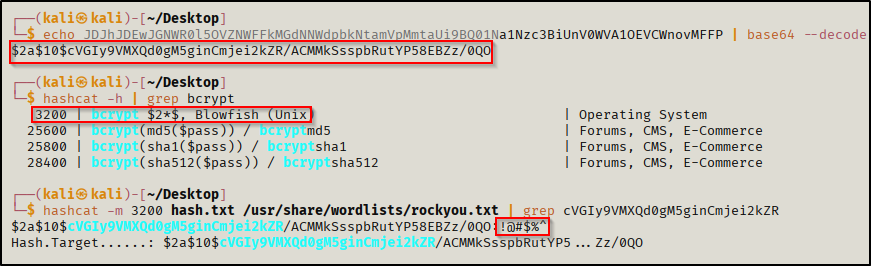 ┌──(kali㉿kali)-[~/Desktop]
└─$ echo JDJhJDEwJGNWR0l5OVZNWFFkMGdNNWdpbkNtamVpMmtaUi9BQ01Na1Nzc3BiUnV0WVA1OEVCWnovMFFP | base64 --decode
$2a$10$cVGIy9VMXQd0gM5ginCmjei2kZR/ACMMkSsspbRutYP58EBZz/0QO
┌──(kali㉿kali)-[~/Desktop]
└─$ hashcat -h | grep bcrypt
3200 | bcrypt $2*$, Blowfish (Unix) | Operating System
25600 | bcrypt(md5($pass)) / bcryptmd5 | Forums, CMS, E-Commerce
25800 | bcrypt(sha1($pass)) / bcryptsha1 | Forums, CMS, E-Commerce
28400 | bcrypt(sha512($pass)) / bcryptsha512 | Forums, CMS, E-Commerce
┌──(kali㉿kali)-[~/Desktop]
└─$ hashcat -m 3200 hash.txt /usr/share/wordlists/rockyou.txt | grep cVGIy9VMXQd0gM5ginCmjei2kZR
$2a$10$cVGIy9VMXQd0gM5ginCmjei2kZR/ACMMkSsspbRutYP58EBZz/0QO:!@#$%^
Hash.Target......: $2a$10$cVGIy9VMXQd0gM5ginCmjei2kZR/ACMMkSsspbRutYP5...Zz/0QO